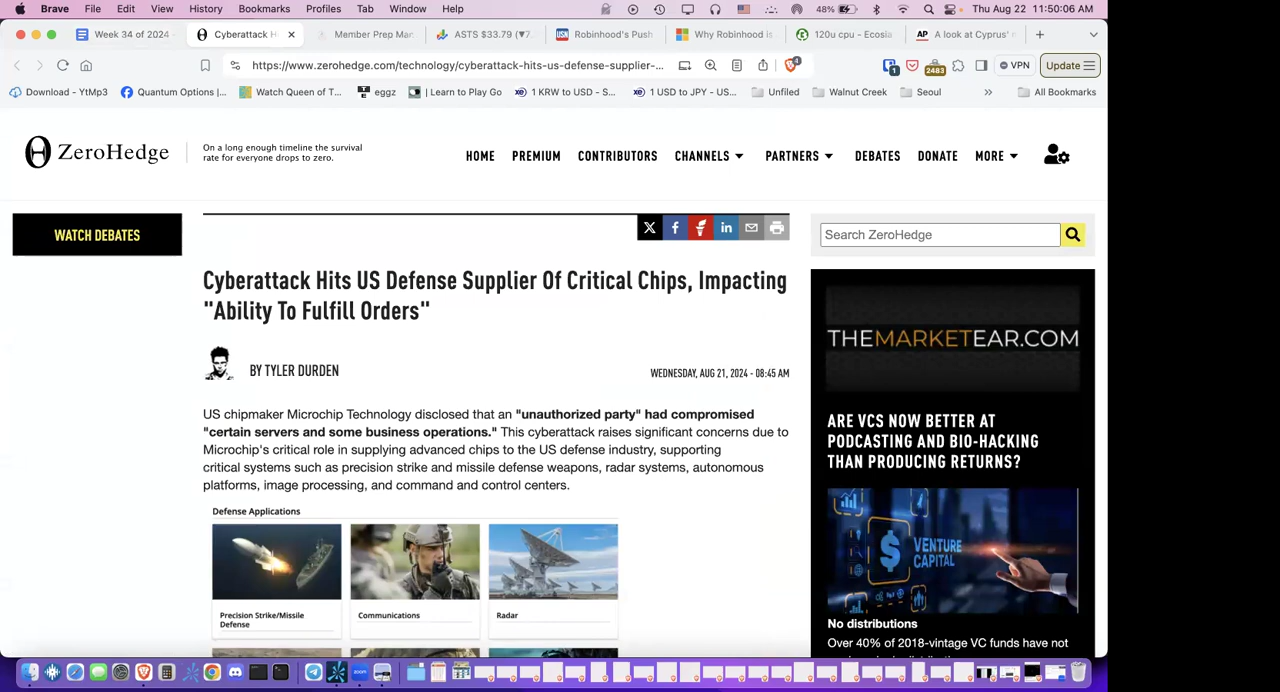 Brave File Edit View History Bookmarks Profiles Tab Window Help 48% Thu Aug 22 11:50:06 AM
Week 34 of 2024 Cyberattack H Member Prep Ma ASTS $33.79 (▼7. Robinhood's Push Why Robinhood is 120u cpu - Ecosia A look at Cyprus'
https://www.zerohedge.com/technology/cyberattack-hits-us-defense-supplier-... 4 1 2483 VPN Update
Download - YtMp3 Quantum Options |... Watch Queen of T... eggz | Learn to Play Go 1 KRW to USD - S... 1 USD to JPY - US... Unfiled Walnut Creek Seoul » All Bookmarks
ZeroHedge
On a long enough timeline the survival
rate for everyone drops to zero.
HOME PREMIUM CONTRIBUTORS CHANNELS PARTNERS DEBATES DONATE MORE
WATCH DEBATES
Search ZeroHedge
Cyberattack Hits US Defense Supplier Of Critical Chips, Impacting
"Ability To Fulfill Orders"
BY TYLER DURDEN
WEDNESDAY, AUG 21, 2024 - 08:45 AM
US chipmaker Microchip Technology disclosed that an "unauthorized party" had compromised
"certain servers and some business operations." This cyberattack raises significant concerns due to
Microchip's critical role in supplying advanced chips to the US defense industry, supporting
critical systems such as precision strike and missile defense weapons, radar systems, autonomous
platforms, image processing, and command and control centers.
Defense Applications
Precision Strike/Missile
Defense
Communications
Radar
THEMARKETEAR.COM
ARE VCS NOW BETTER AT
PODCASTING AND BIO-HACKING
THAN PRODUCING RETURNS?
VENTURE
CAPITAL
No distributions
Over 40% of 2018-vintage VC funds have not